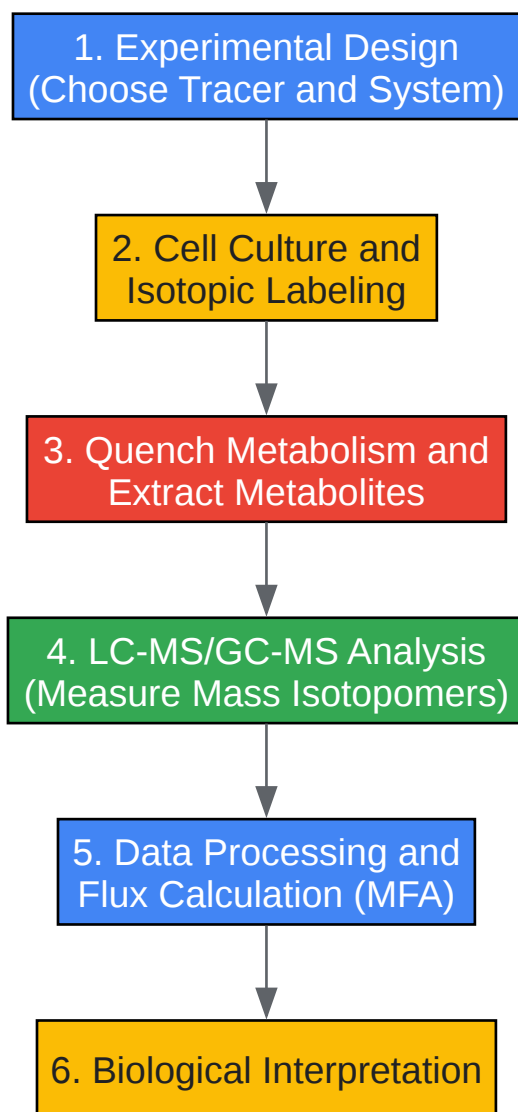 1. Experimental Design
(Choose Tracer and System)
2. Cell Culture and
Isotopic Labeling
3. Quench Metabolism and
Extract Metabolites
4. LC-MS/GC-MS Analysis
(Measure Mass Isotopomers)
5. Data Processing and
Flux Calculation (MFA)
6. Biological Interpretation